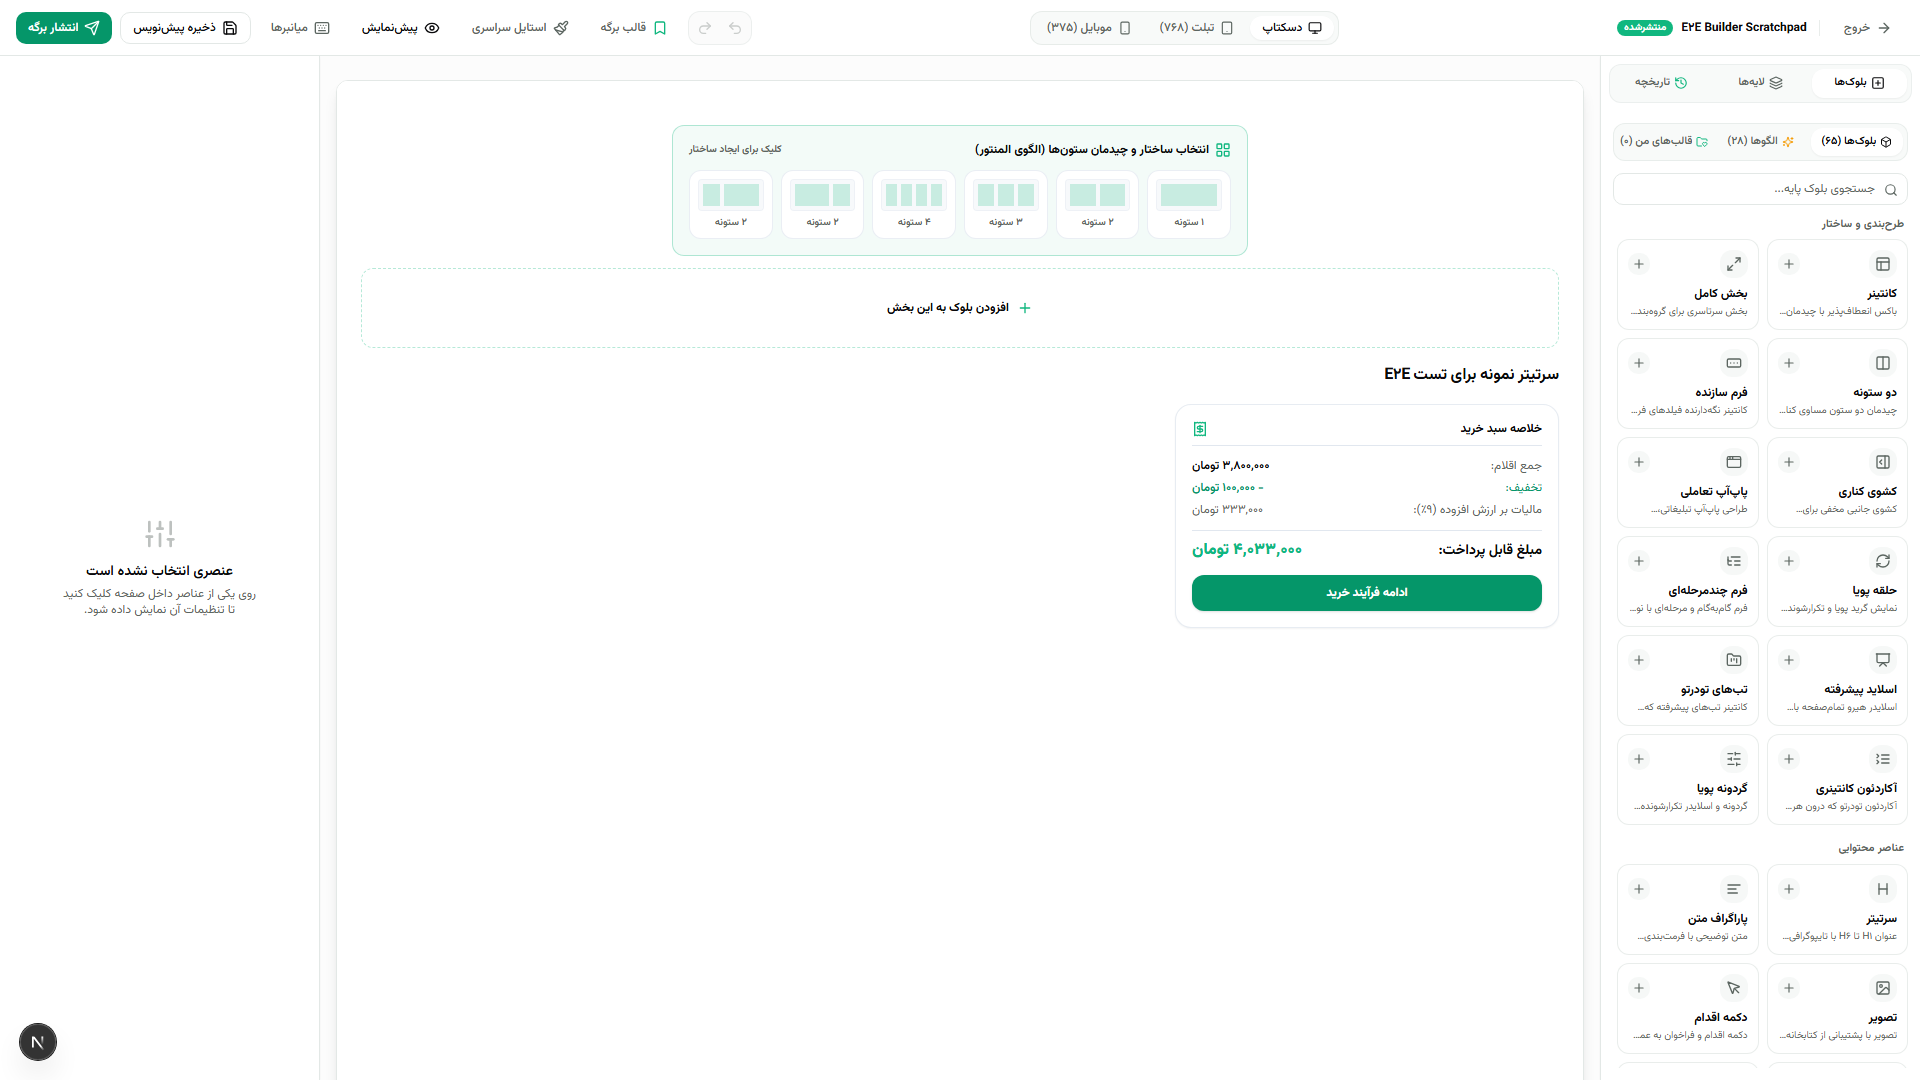 خروج
E2E Builder Scratchpad
منتشرشده
دسکتاپ
تبلت (۷۶۸)
موبایل (۳۷۵)
قالب برگه
استایل سراسری
پیش‌نمایش
میانبرها
ذخیره پیش‌نویس
انتشار برگه
بلوک‌ها
لایه‌ها
تاریخچه
بلوک‌ها (۶۵)
الگوها (۲۸)
قالب‌های من (۰)
جستجوی بلوک پایه...
طرح‌بندی و ساختار
کانتینر
باکس انعطاف‌پذیر با چیدمان...
بخش کامل
بخش سرتاسری برای گروه‌بند...
دو ستونه
چیدمان دو ستون مساوی کنا...
فرم سازنده
کانتینر نگه‌دارنده فیلدهای فر...
کشوی کناری
کشوی جانبی مخفی برای...
پاپ‌آپ تعاملی
طراحی پاپ‌آپ تبلیغاتی،...
حلقه پویا
نمایش گرید پویا و تکرارشوند...
فرم چندمرحله‌ای
فرم گام‌به‌گام و مرحله‌ای با نو...
اسلاید پیشرفته
اسلایدر هیرو تمام‌صفحه با...
تب‌های تودرتو
کانتینر تب‌های پیشرفته که...
آکاردئون کانتینری
آکاردئون تودرتو که درون هر...
گردونه پویا
گردونه و اسلایدر تکرارشونده...
عناصر محتوایی
سرتیتر
عنوان H۱ تا H۶ با تایپوگرافی...
پاراگراف متن
متن توضیحی با فرمت‌بندی...
تصویر
تصویر با پشتیبانی از کتابخانه...
دکمه اقدام
دکمه اقدام و فراخوان به عمـ...
انتخاب ساختار و چیدمان ستون‌ها (الگوی المنتور)
کلیک برای ایجاد ساختار
۱ ستونه
۲ ستونه
۳ ستونه
۴ ستونه
۲ ستونه
۲ ستونه
افزودن بلوک به این بخش
سرتیتر نمونه برای تست E۲E
خلاصه سبد خرید
جمع اقلام:
۳,۸۰۰,۰۰۰ تومان
تخفیف:
- ۱۰۰,۰۰۰ تومان
مالیات بر ارزش افزوده (۹٪):
۳۳۳,۰۰۰ تومان
مبلغ قابل پرداخت:
۴,۰۳۳,۰۰۰ تومان
ادامه فرآیند خرید
عنصری انتخاب نشده است
روی یکی از عناصر داخل صفحه کلیک کنید
تا تنظیمات آن نمایش داده شود.
N